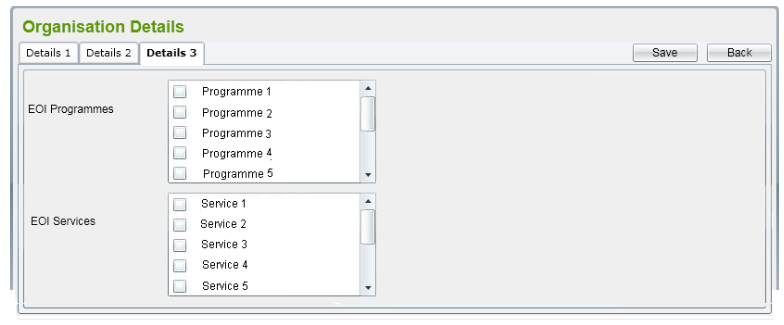 Organisation Details
Details 1 Details 2 Details 3 Save Back
EOI Programmes
Programme 1
Programme 2
Programme 3
Programme 4
Programme 5
EOI Services
Service 1
Service 2
Service 3
Service 4
Service 5